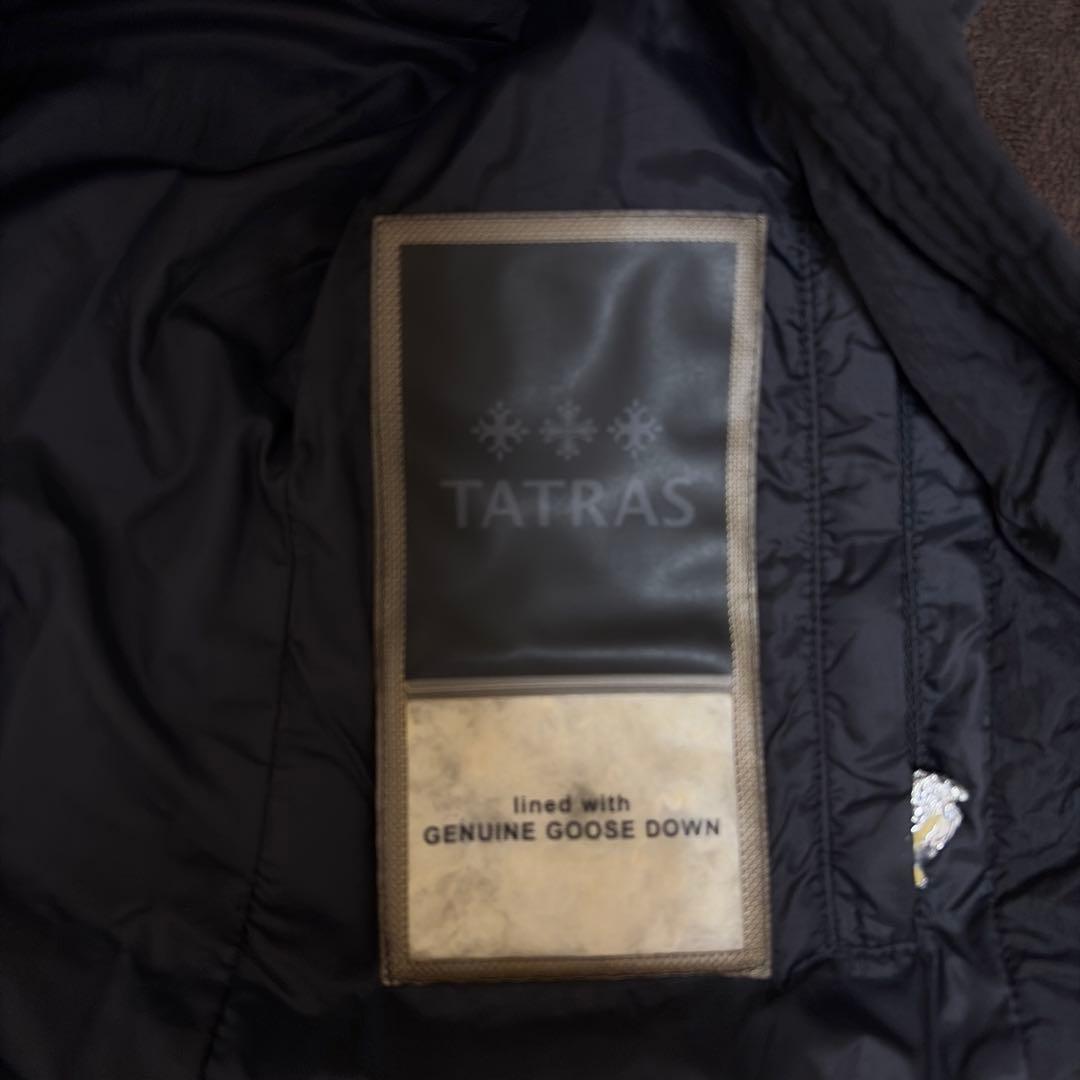 TATRAS
lined with
GENUINE GOOSE DOWN